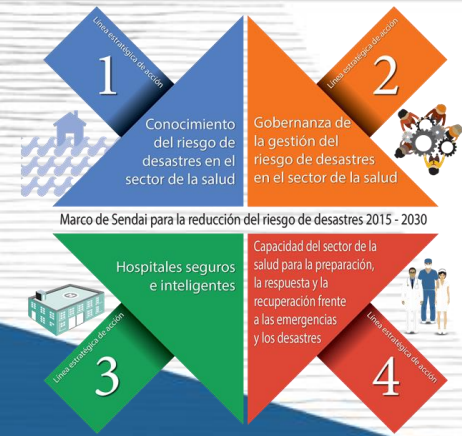 Línea estratégica de acción
1
Conocimiento
del riesgo de
desastres en el
sector de la salud
Línea estratégica de acción
2
Gobernanza de
la gestión del
riesgo de desastres
en el sector de la salud
Marco de Sendai para la reducción del riesgo de desastres 2015 - 2030
Hospitales seguros
e inteligentes
Línea estratégica de acción
3
Capacidad del sector de la
salud para la preparación,
la respuesta y la
recuperación frente
a las emergencias
y los desastres
Línea estratégica de acción
4